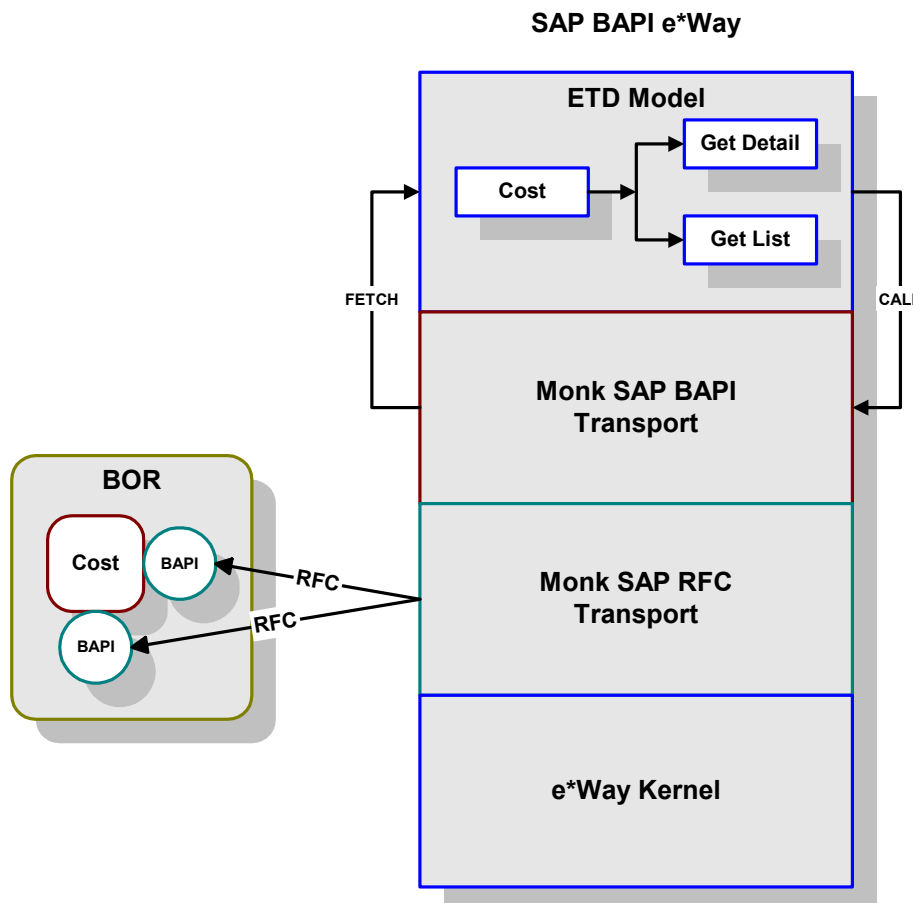 SAP BAPI e*Way
ETD Model
Get Detail
Cost
Get List
FETCH
CALL
Monk SAP BAPI
Transport
BOR
Cost
BAPI
RFC
Monk SAP RFC
Transport
RFC
BAPI
e*Way Kernel